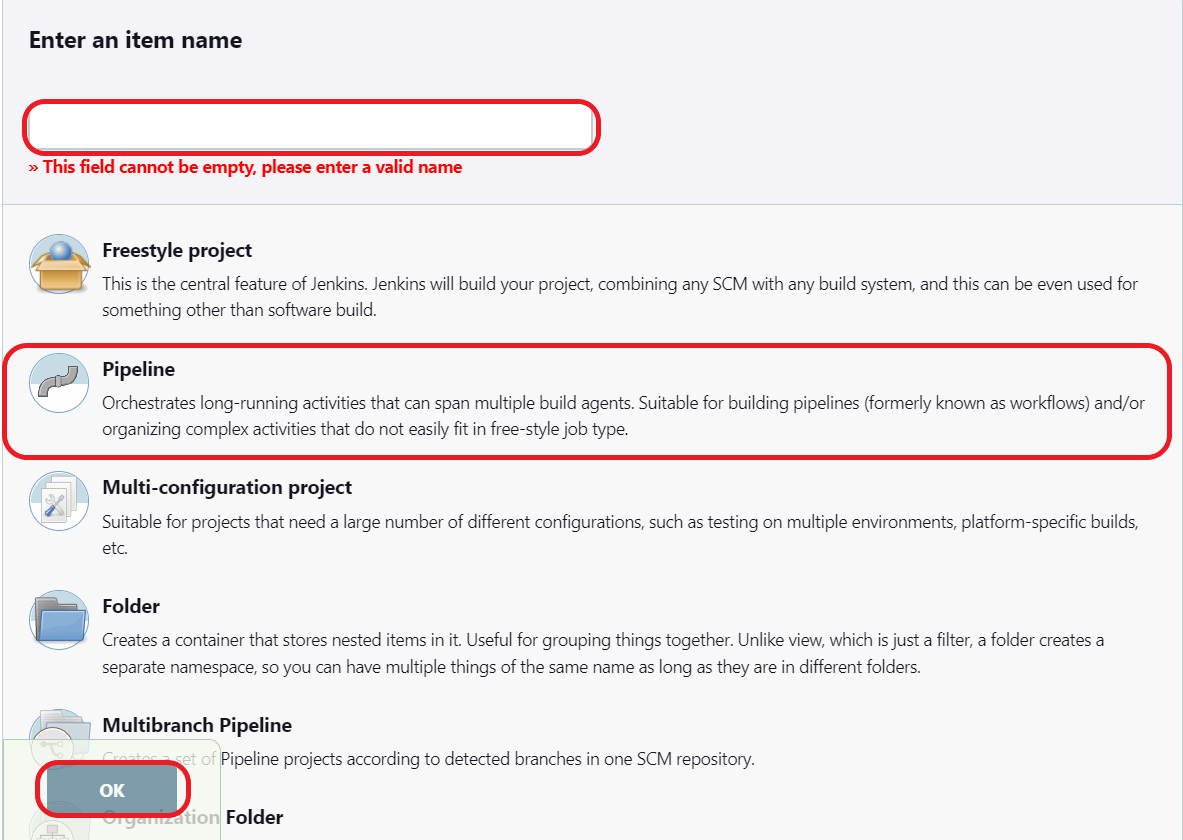 Enter an item name
» This field cannot be empty, please enter a valid name
Freestyle project
This is the central feature of Jenkins. Jenkins will build your project, combining any SCM with any build system, and this can be even used for
something other than software build.
Pipeline
Orchestrates long-running activities that can span multiple build agents. Suitable for building pipelines (formerly known as workflows) and/or
organizing complex activities that do not easily fit in free-style job type.
Multi-configuration project
Suitable for projects that need a large number of different configurations, such as testing on multiple environments, platform-specific builds,
etc.
Folder
Creates a container that stores nested items in it. Useful for grouping things together. Unlike view, which is just a filter, a folder creates a
separate namespace, so you can have multiple things of the same name as long as they are in different folders.
Multibranch Pipeline
Creates a set of Pipeline projects according to detected branches in one SCM repository.
OK
Organization Folder